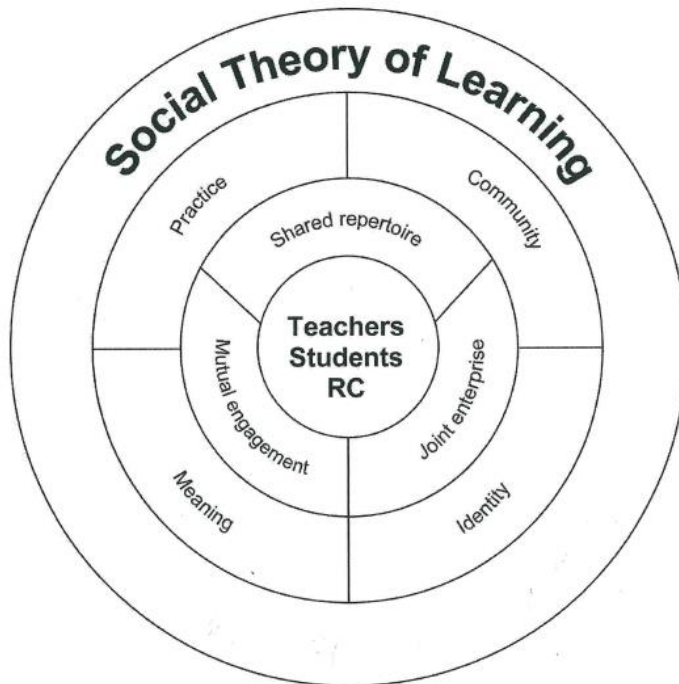 Social Theory of Learning
Practice
Community
Shared repertoire
Teachers
Students
RC
Mutual engagement
Joint enterprise
Meaning
Identity